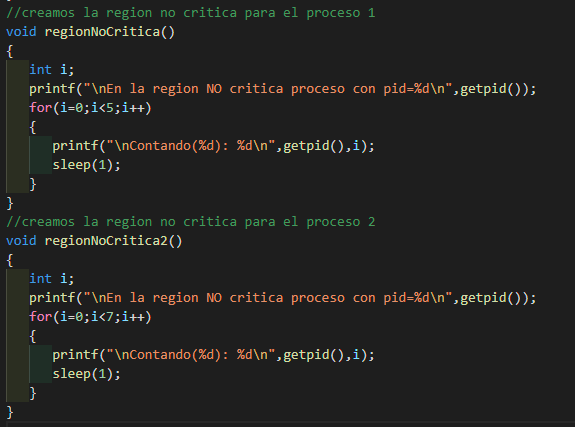 //creamos la region no critica para el proceso 1
void regionNoCritica()
{
   int i;
   printf("\nEn la region NO critica proceso con pid=%d\n",getpid());
   for(i=0;i<5;i++)
   {
      printf("\nContando(%d): %d\n",getpid(),i);
      sleep(1);
   }
}
//creamos la region no critica para el proceso 2
void regionNoCritica2()
{
   int i;
   printf("\nEn la region NO critica proceso con pid=%d\n",getpid());
   for(i=0;i<7;i++)
   {
      printf("\nContando(%d): %d\n",getpid(),i);
      sleep(1);
   }
}